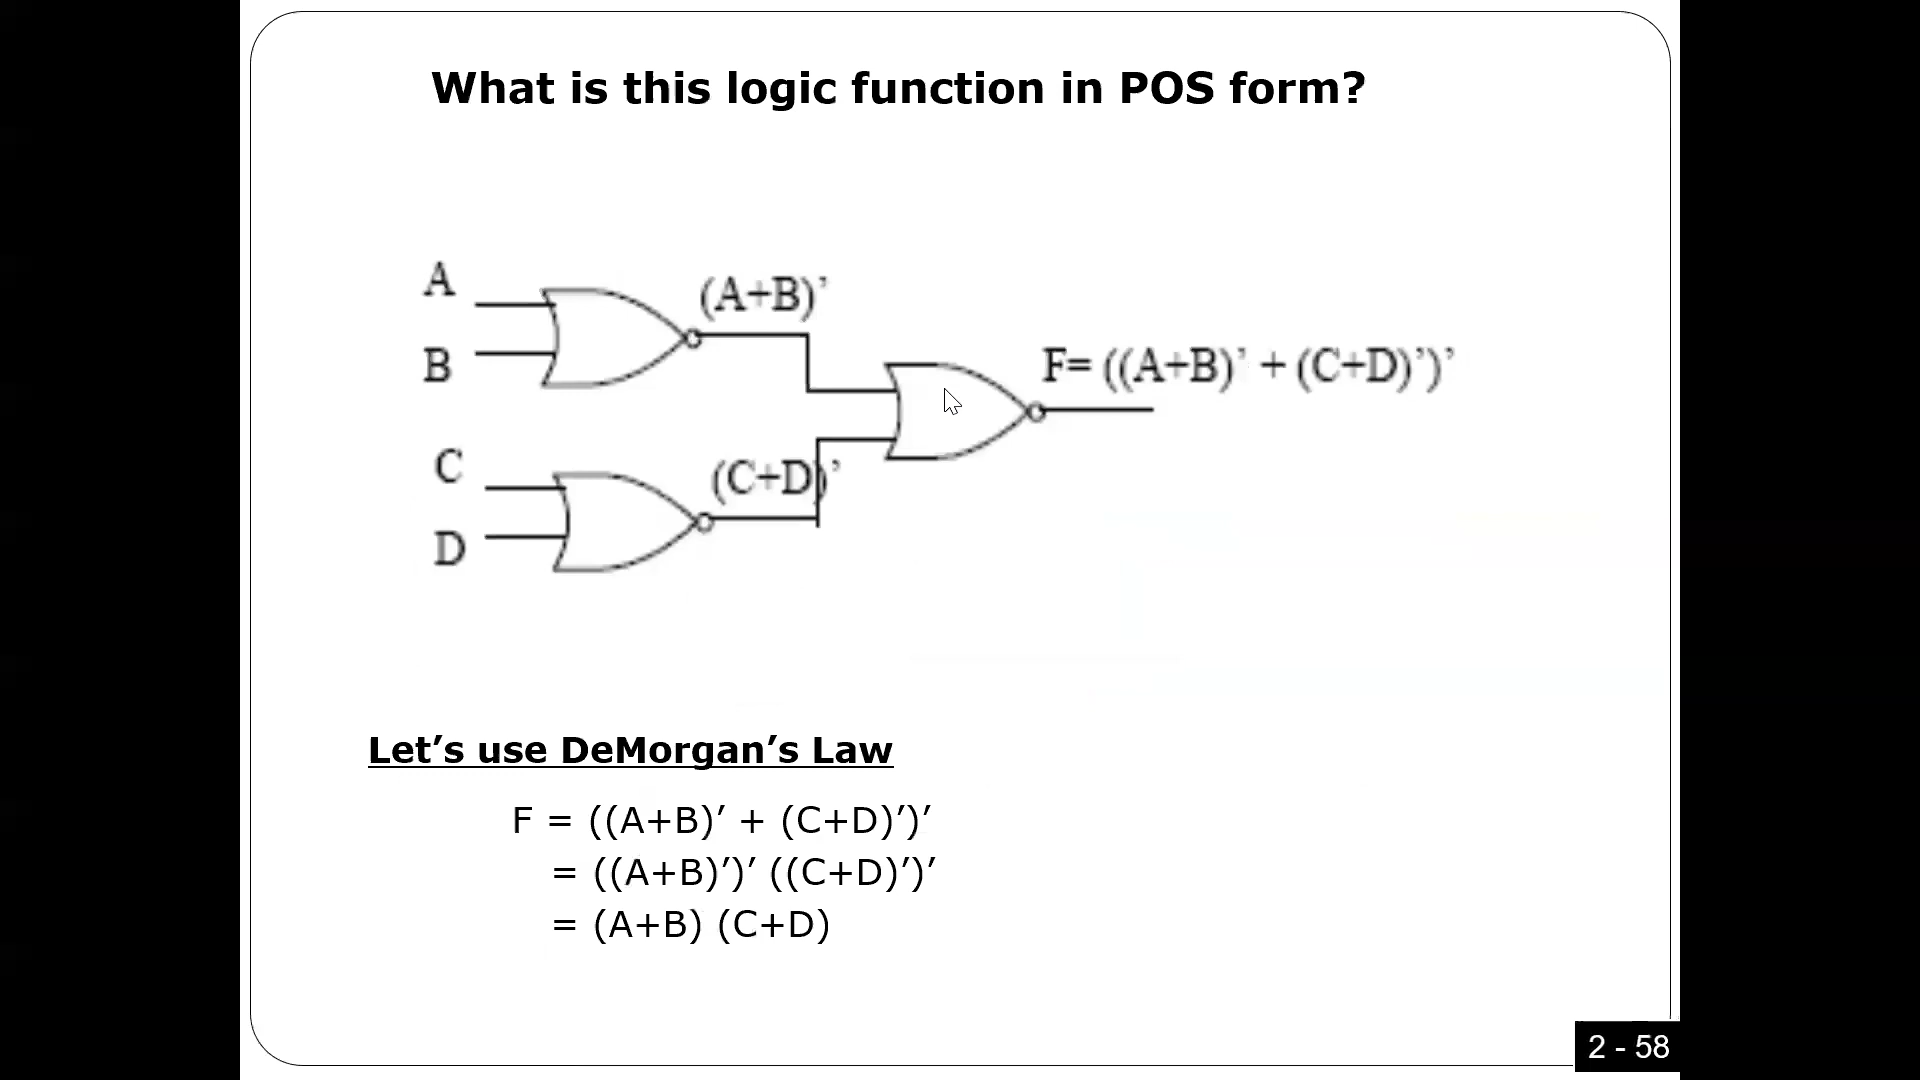 What is this logic function in POS form?
A
B
(A+B)’
F= ((A+B)’ + (C+D)’)’
C
D
(C+D)’
Let’s use DeMorgan’s Law
F = ((A+B)’ + (C+D)’)’
= ((A+B)’)’ ((C+D)’)’
= (A+B) (C+D)
2 - 58